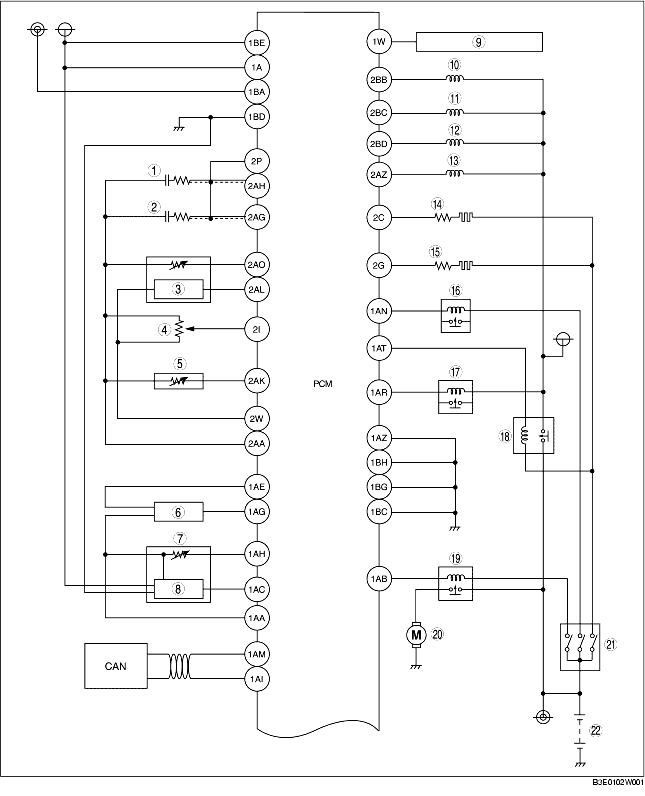 1BE
1A
1BA
1BD
2P
1
2AH
2
2AG
2AO
3
2AL
4
2I
5
2AK
2W
2AA
1AE
6
1AG
7
1AH
8
1AC
1AA
CAN
1AM
1AI
PCM
1W
9
10
2BB
11
2BC
12
2BD
13
2AZ
14
2C
15
2G
16
1AN
1AT
17
1AR
18
1AZ
1BH
1BG
1BC
19
1AB
M
20
21
22
B3E0102W001